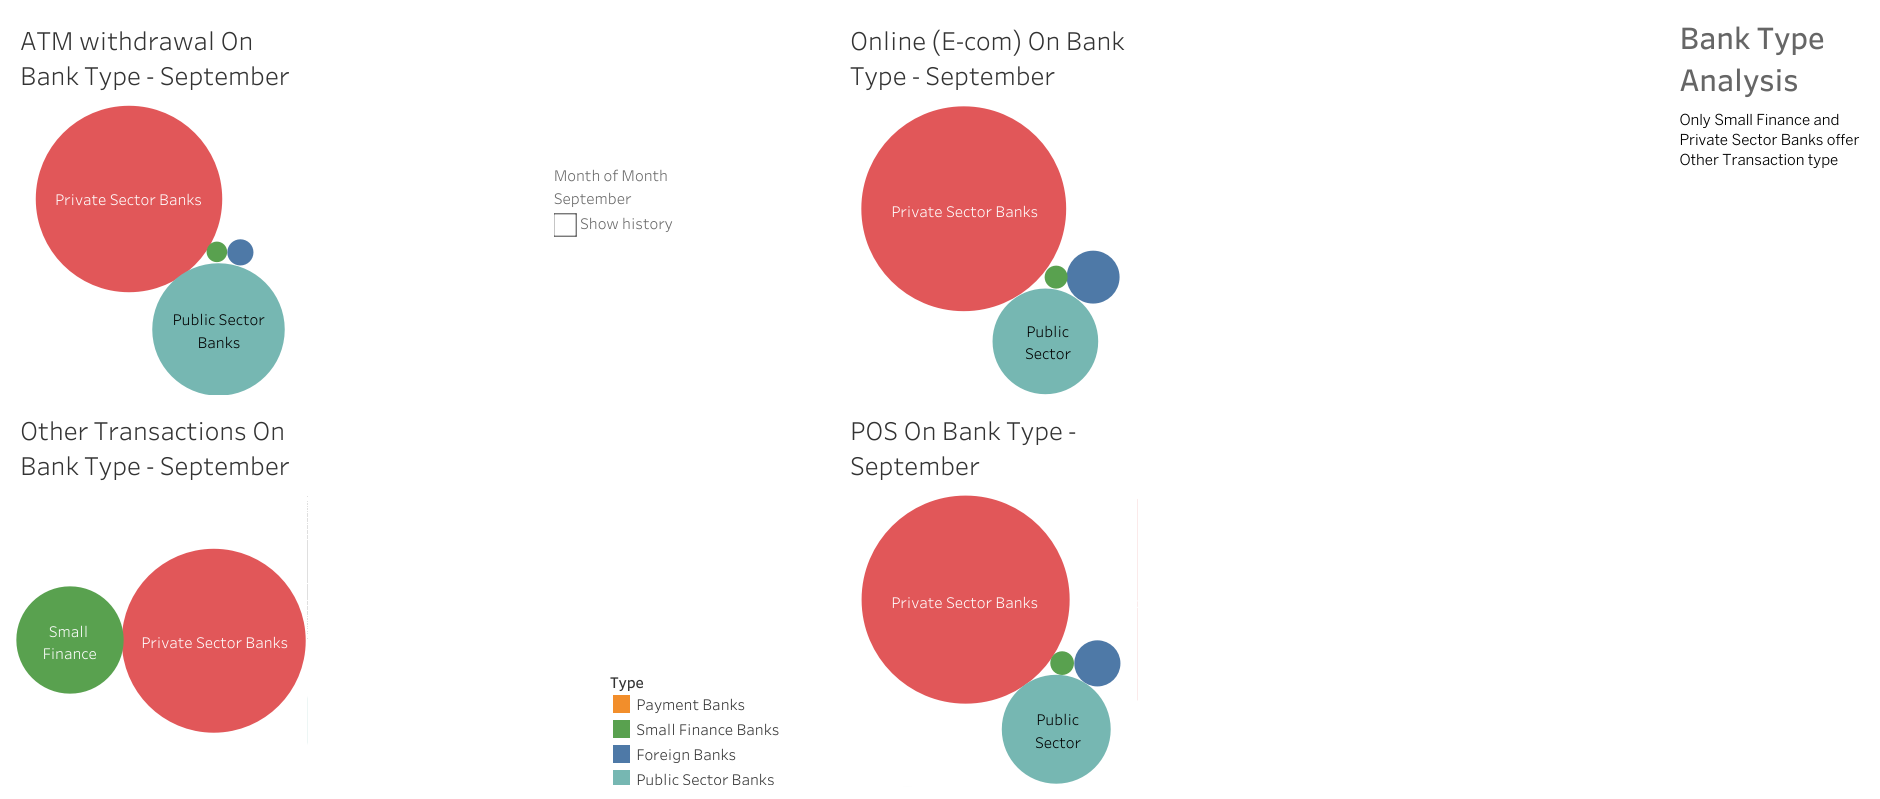 ATM withdrawal On
Bank Type - September
Private Sector Banks
Public Sector
Banks
Month of Month
September
Show history
Online (E-com) On Bank
Type - September
Private Sector Banks
Public
Sector
Bank Type
Analysis
Only Small Finance and
Private Sector Banks offer
Other Transaction type
Other Transactions On
Bank Type - September
Small
Finance
Private Sector Banks
Type
Payment Banks
Small Finance Banks
Foreign Banks
Public Sector Banks
POS On Bank Type -
September
Private Sector Banks
Public
Sector